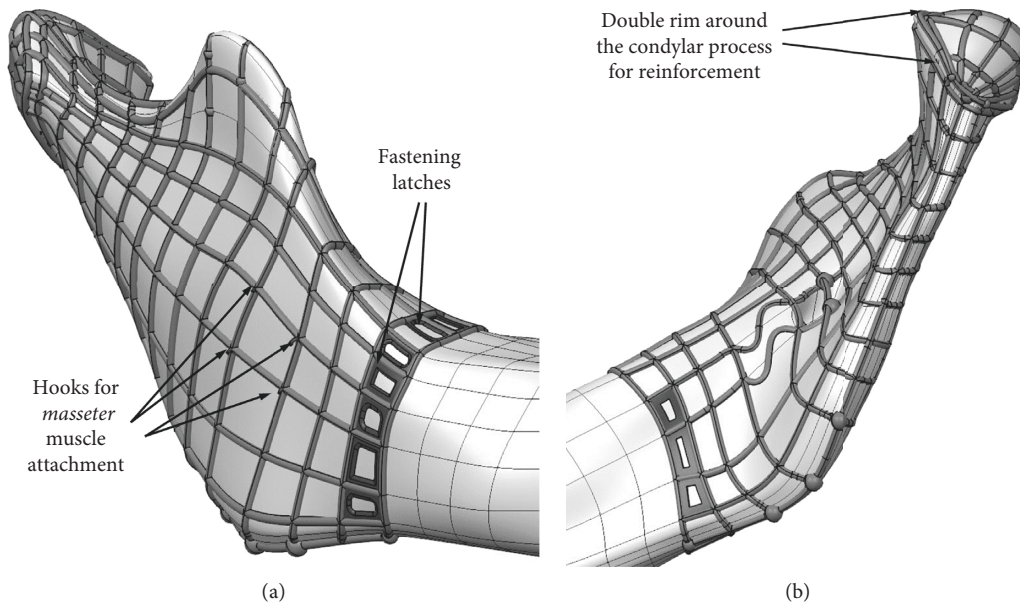 Double rim around
the condylar process
for reinforcement
Fastening
latches
Hooks for
masseter
muscle
attachment
(a)
(b)